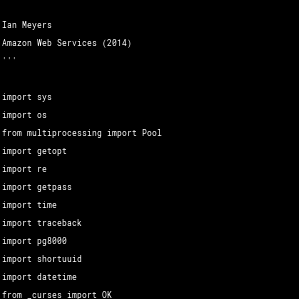 Ian Meyers
Amazon Web Services (2014)
'''
import sys
import os
from multiprocessing import Pool
import getopt
import re
import getpass
import time
import traceback
import pg8000
import shortuuid
import datetime
from _curses import OK